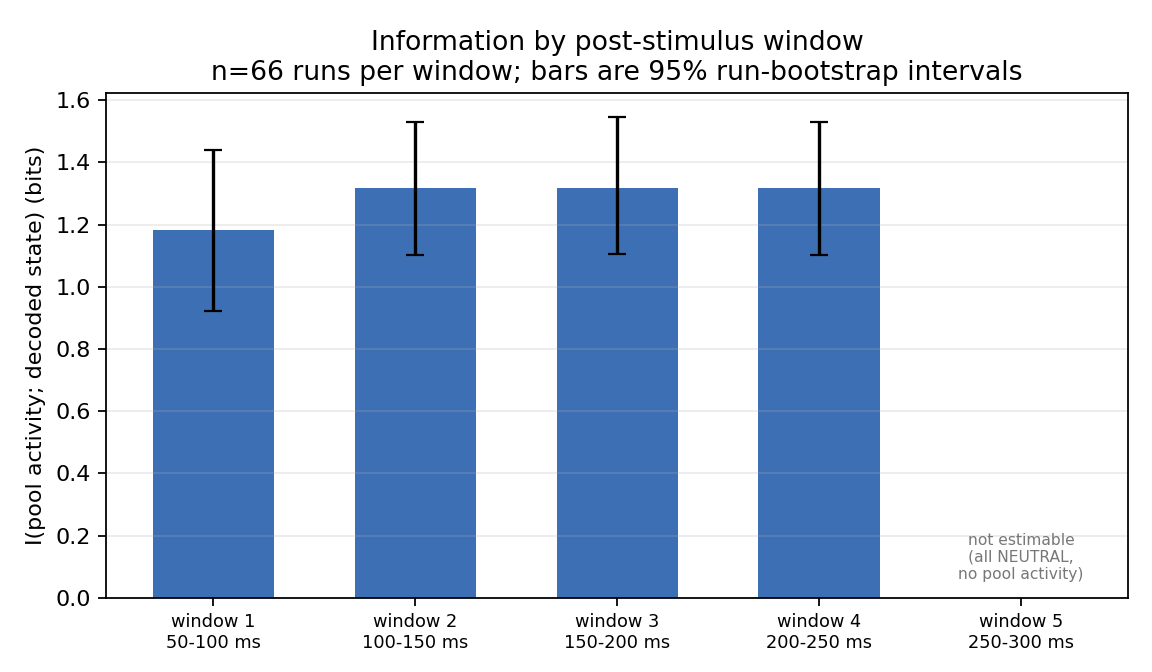 Information by post-stimulus window
n=66 runs per window; bars are 95% run-bootstrap intervals
I(pool activity; decoded state) (bits)
1.6
1.4
1.2
1.0
0.8
0.6
0.4
0.2
0.0
not estimable
(all NEUTRAL,
no pool activity)
window 1
50-100 ms
window 2
100-150 ms
window 3
150-200 ms
window 4
200-250 ms
window 5
250-300 ms